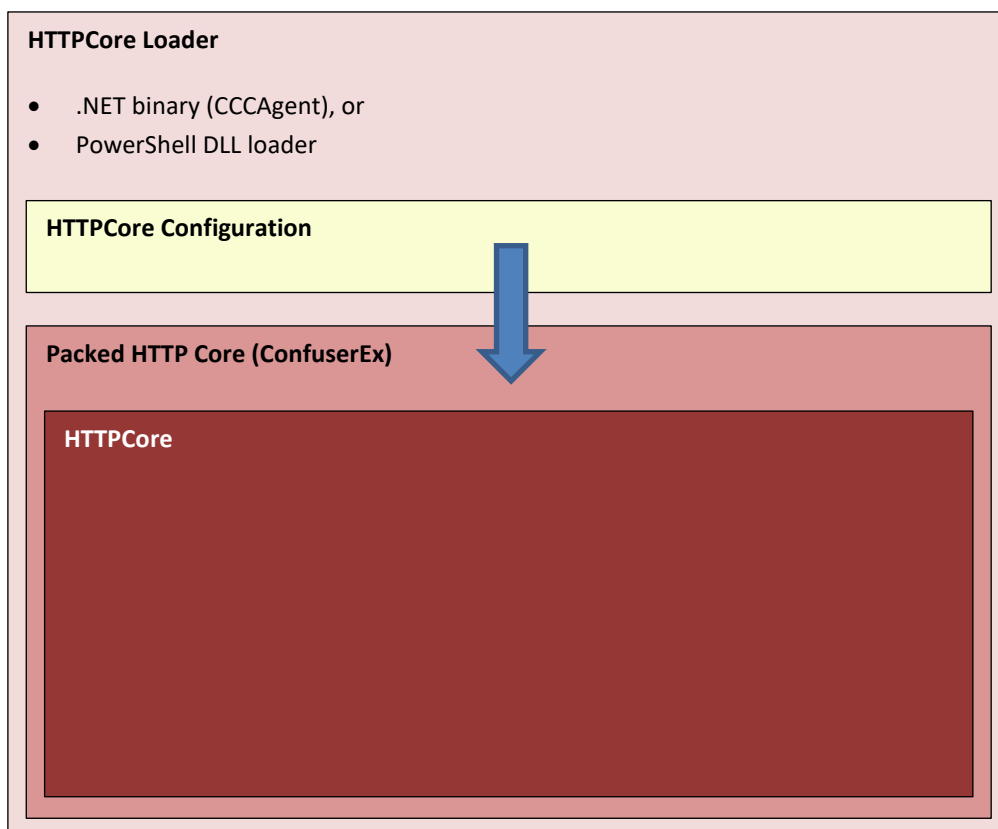 HTTPCore Loader
• .NET binary (CCCAgent), or
• PowerShell DLL loader
HTTPCore Configuration
Packed HTTP Core (ConfuserEx)
HTTPCore